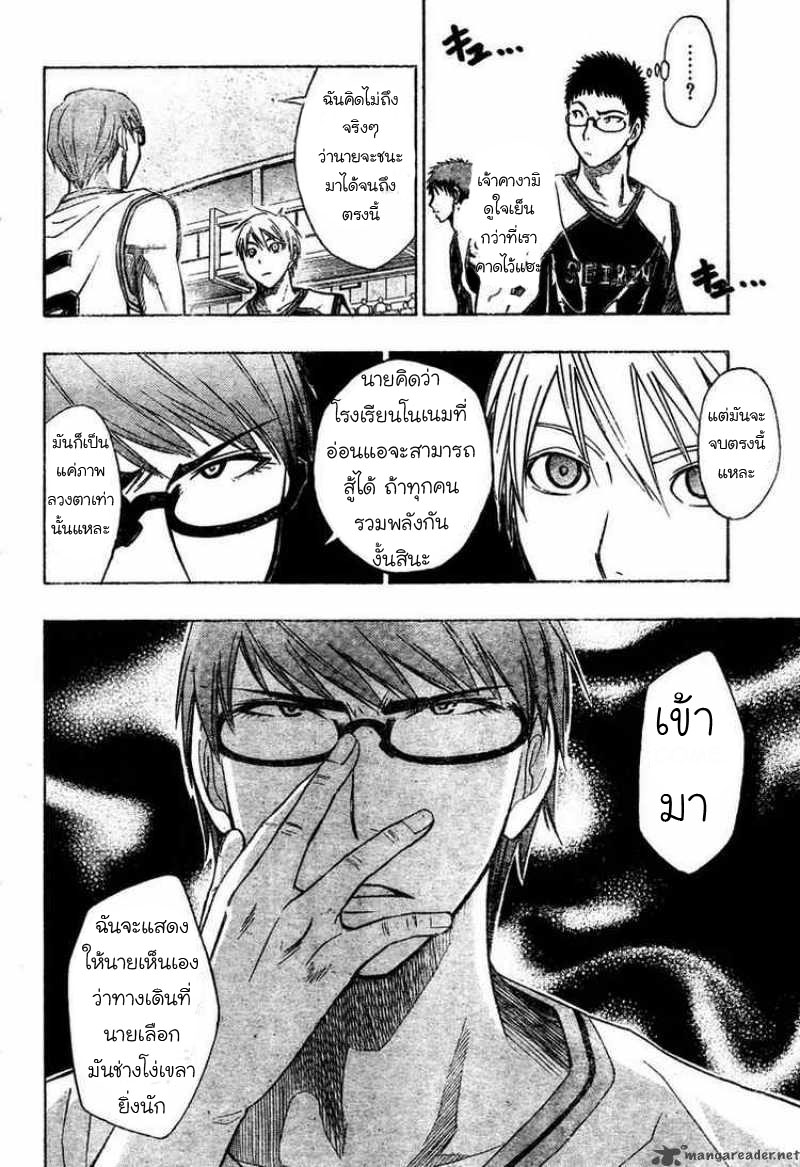 キュ…
………?
เจ้าคางามิ
ดูใจเย็น
กว่าที่เรา
คาดไว้แฮะ
SEIRIN
キュ…
ฉันคิดไม่ถึง
จริงๆ
ว่านายจะชนะ
มาได้จนถึง
ตรงนี้
แต่มันจะ
จบตรงนี้
แหละ
นายคิดว่า
โรงเรียนโนเนมที่
อ่อนแอจะสามารถ
สู้ได้ ถ้าทุกคน
รวมพลังกัน
งั้นสินะ
มันก็เป็น
แค่ภาพ
ลวงตาเท่า
นั้นแหละ
เข้า
มา
ฉันจะแสดง
ให้นายเห็นเอง
ว่าทางเดินที่
นายเลือก
มันช่างโง่เขลา
ยิ่งนัก
mangareader.net